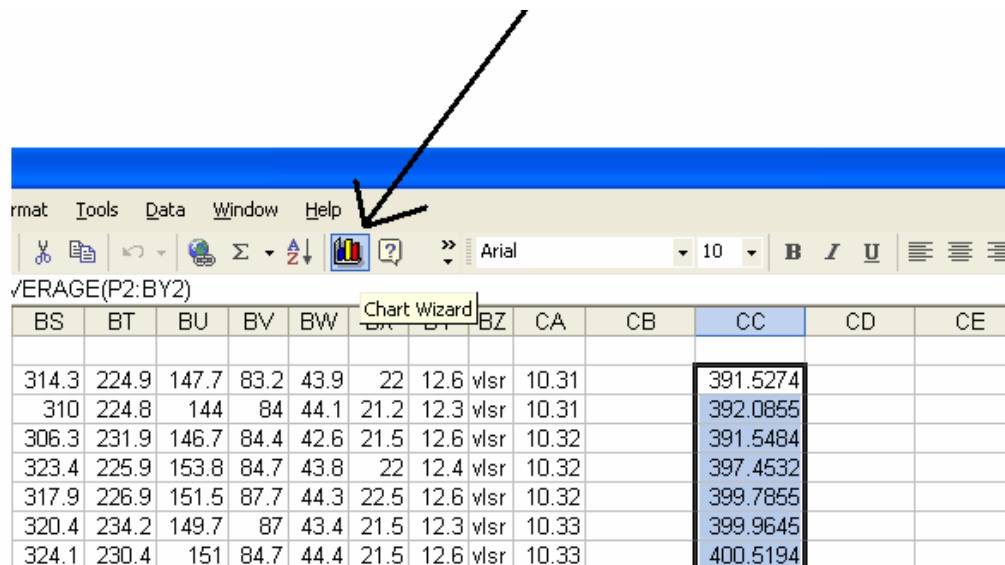 rmat Tools Data Window Help
Σ A Z ? » Arial 10 B I U
VERAGE(P2:BY2)
Chart Wizard
BS BT BU BV BW BZ CA CB CC CD CE
314.3 224.9 147.7 83.2 43.9 22 12.6 vlsr 10.31 391.5274
310 224.8 144 84 44.1 21.2 12.3 vlsr 10.31 392.0855
306.3 231.9 146.7 84.4 42.6 21.5 12.6 vlsr 10.32 391.5484
323.4 225.9 153.8 84.7 43.8 22 12.4 vlsr 10.32 397.4532
317.9 226.9 151.5 87.7 44.3 22.5 12.6 vlsr 10.32 399.7855
320.4 234.2 149.7 87 43.4 21.5 12.3 vlsr 10.33 399.9645
324.1 230.4 151 84.7 44.4 21.5 12.6 vlsr 10.33 400.5194